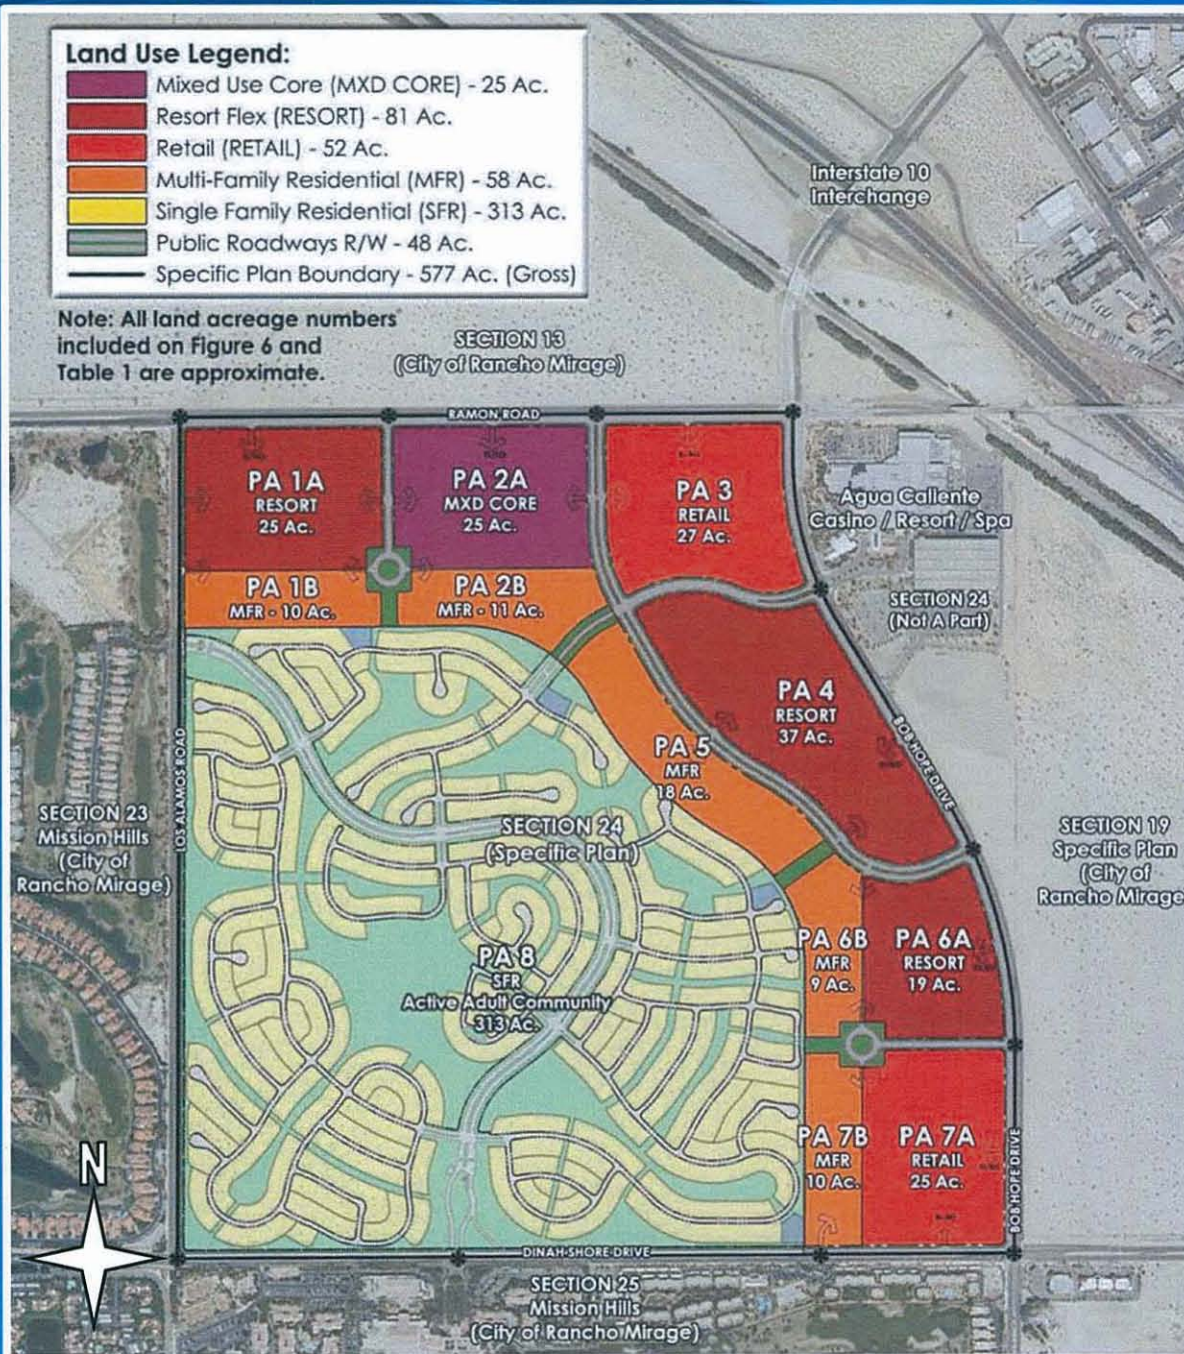 Land Use Legend:
Mixed Use Core (MXD CORE) - 25 Ac.
Resort Flex (RESORT) - 81 Ac.
Retail (RETAIL) - 52 Ac.
Multi-Family Residential (MFR) - 58 Ac.
Single Family Residential (SFR) - 313 Ac.
Public Roadways R/W - 48 Ac.
Specific Plan Boundary - 577 Ac. (Gross)
Note: All land acreage numbers
included on Figure 6 and
Table 1 are approximate.
Interstate 10
Interchange
SECTION 13
(City of Rancho Mirage)
RAMON ROAD
PA 1A
RESORT
25 Ac.
PA 2A
MXD CORE
25 Ac.
PA 3
RETAIL
27 Ac.
Agua Caliente
Casino / Resort / Spa
PA 1B
MFR - 10 Ac.
PA 2B
MFR - 11 Ac.
SECTION 24
(Not A Part)
PA 4
RESORT
37 Ac.
BOB HOPE DRIVE
PA 5
MFR
18 Ac.
LOS ALAMOS ROAD
SECTION 23
Mission Hills
(City of
Rancho Mirage)
SECTION 24
(Specific Plan)
SECTION 19
Specific Plan
(City of
Rancho Mirage
PA 8
SFR
Active Adult Community
313 Ac.
PA 6B
MFR
9 Ac.
PA 6A
RESORT
19 Ac.
PA 7B
MFR
10 Ac.
PA 7A
RETAIL
25 Ac.
BOB HOPE DRIVE
N
DINAH SHORE DRIVE
SECTION 25
Mission Hills
(City of Rancho Mirage)